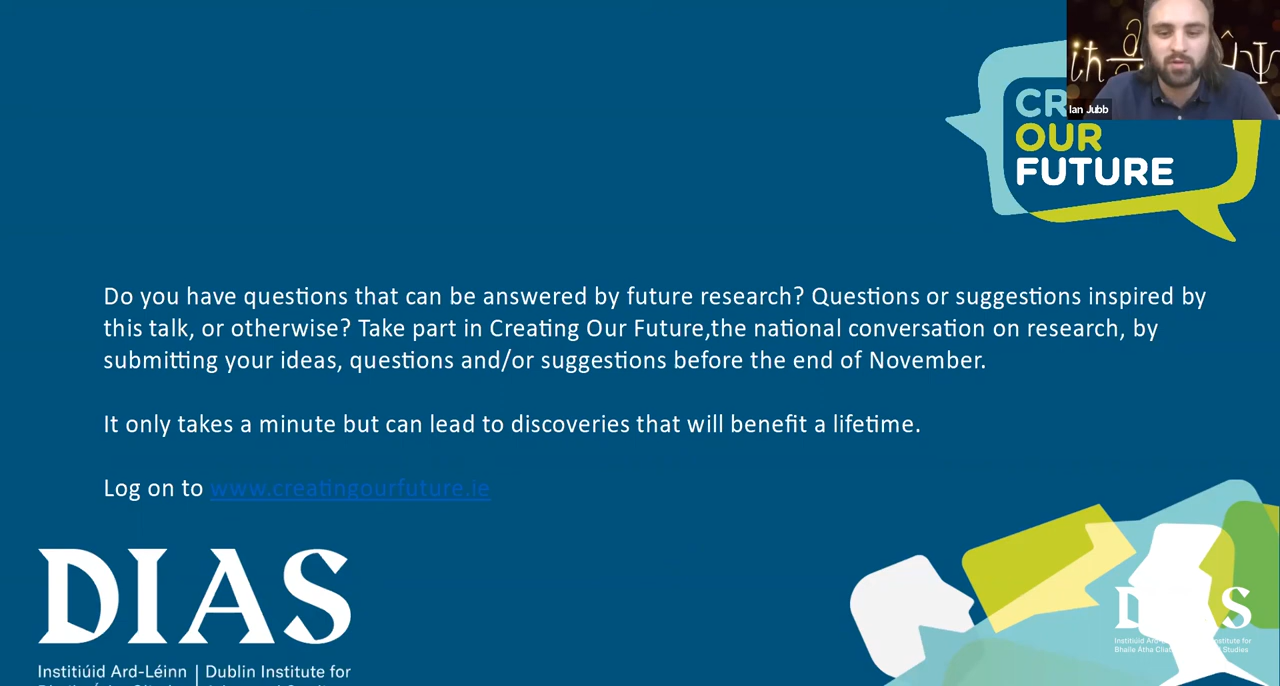 iħ
Ψ
Ian Jubb
CR
OUR
FUTURE
Do you have questions that can be answered by future research? Questions or suggestions inspired by
this talk, or otherwise? Take part in Creating Our Future,the national conversation on research, by
submitting your ideas, questions and/or suggestions before the end of November.
It only takes a minute but can lead to discoveries that will benefit a lifetime.
Log on to www.creatingourfuture.ie
DIAS
Institiúid Ard-Léinn | Dublin Institute for